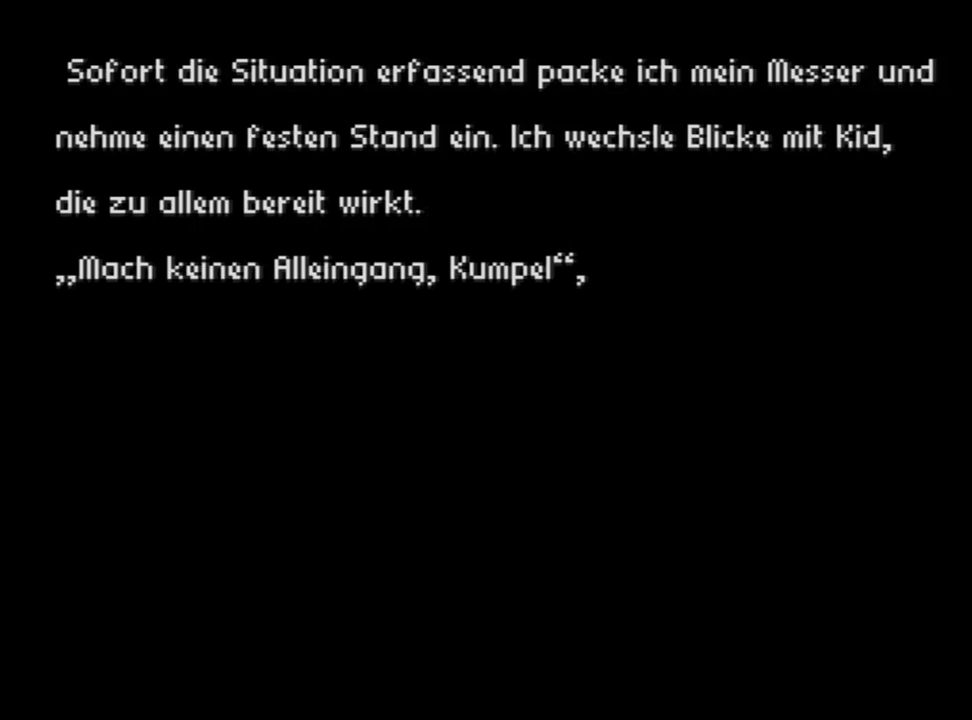 Sofort die Situation erfassend packe ich mein Messer und
nehme einen festen Stand ein. Ich wechsle Blicke mit Kid,
die zu allem bereit wirkt.
„Mach keinen Alleingang, Kumpel“,